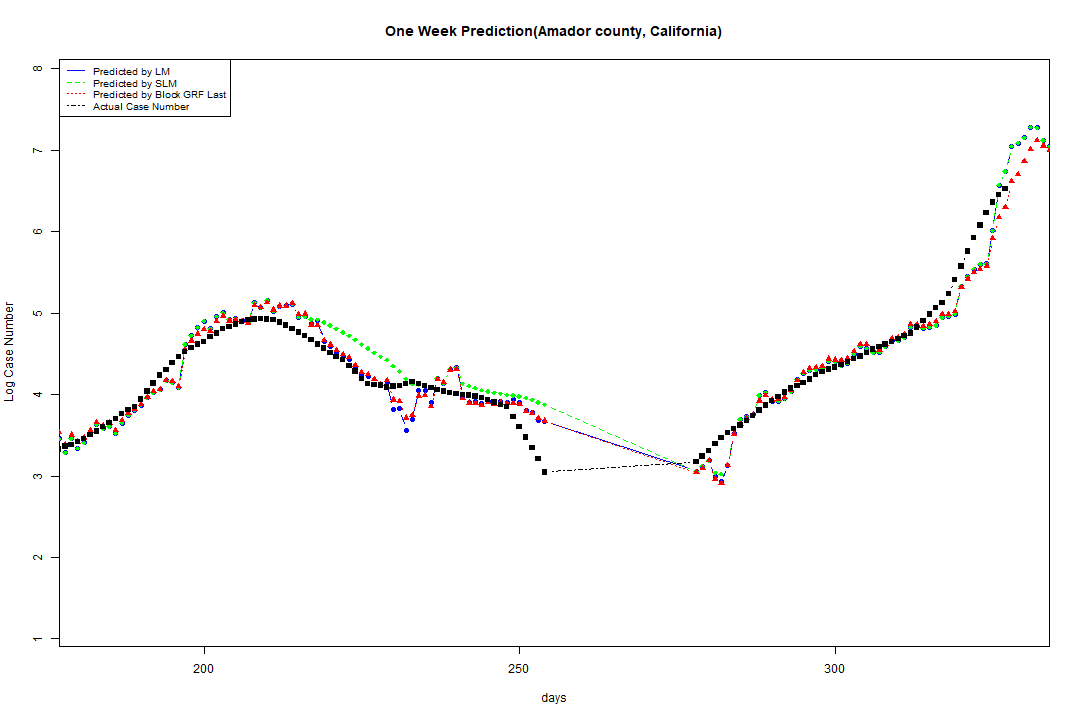 One Week Prediction(Amador county, California)
Predicted by LM
Predicted by SLM
Predicted by Block GRF Last
Actual Case Number
8
7
6
5
4
3
2
1
Log Case Number
200 250 300
days